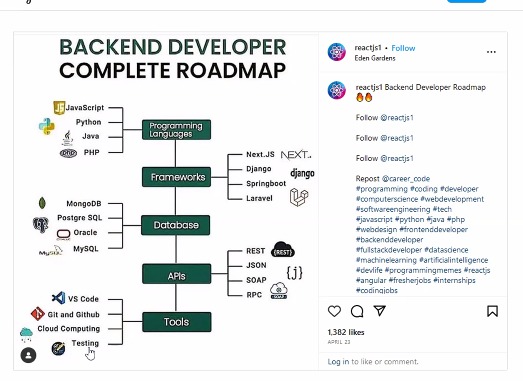 BACKEND DEVELOPER
COMPLETE ROADMAP
JS JavaScript
Python
Java
php PHP
Programming
Languages
Frameworks
Next.JS NEXT.
Django django
Springboot
Laravel
MongoDB
Postgre SQL
Oracle
MySQL
Database
APIs
REST {REST}
JSON {j}
SOAP
RPC SOAP
VS Code
Git and Github
Cloud Computing
Testing
Tools
reactjs1 • Follow
Eden Gardens
reactjs1 Backend Developer Roadmap
🔥🔥
Follow @reactjs1
Follow @reactjs1
Follow @reactjs1
Repost @career_code
#programming #coding #developer
#computerscience #webdevelopment
#softwareengineering #tech
#javascript #python #java #php
#webdesign #frontenddeveloper
#backenddeveloper
#fullstackdeveloper #datascience
#machinelearning #artificialintelligence
#devlife #programmingmemes #reactjs
#angular #fresherjobs #internships
#codingjobs
1,382 likes
APRIL 23
Log in to like or comment.